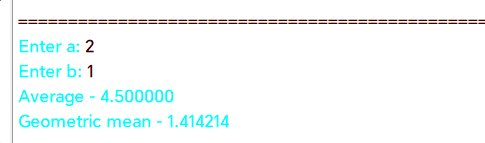 ==================================================
Enter a: 2
Enter b: 1
Average - 4.500000
Geometric mean - 1.414214